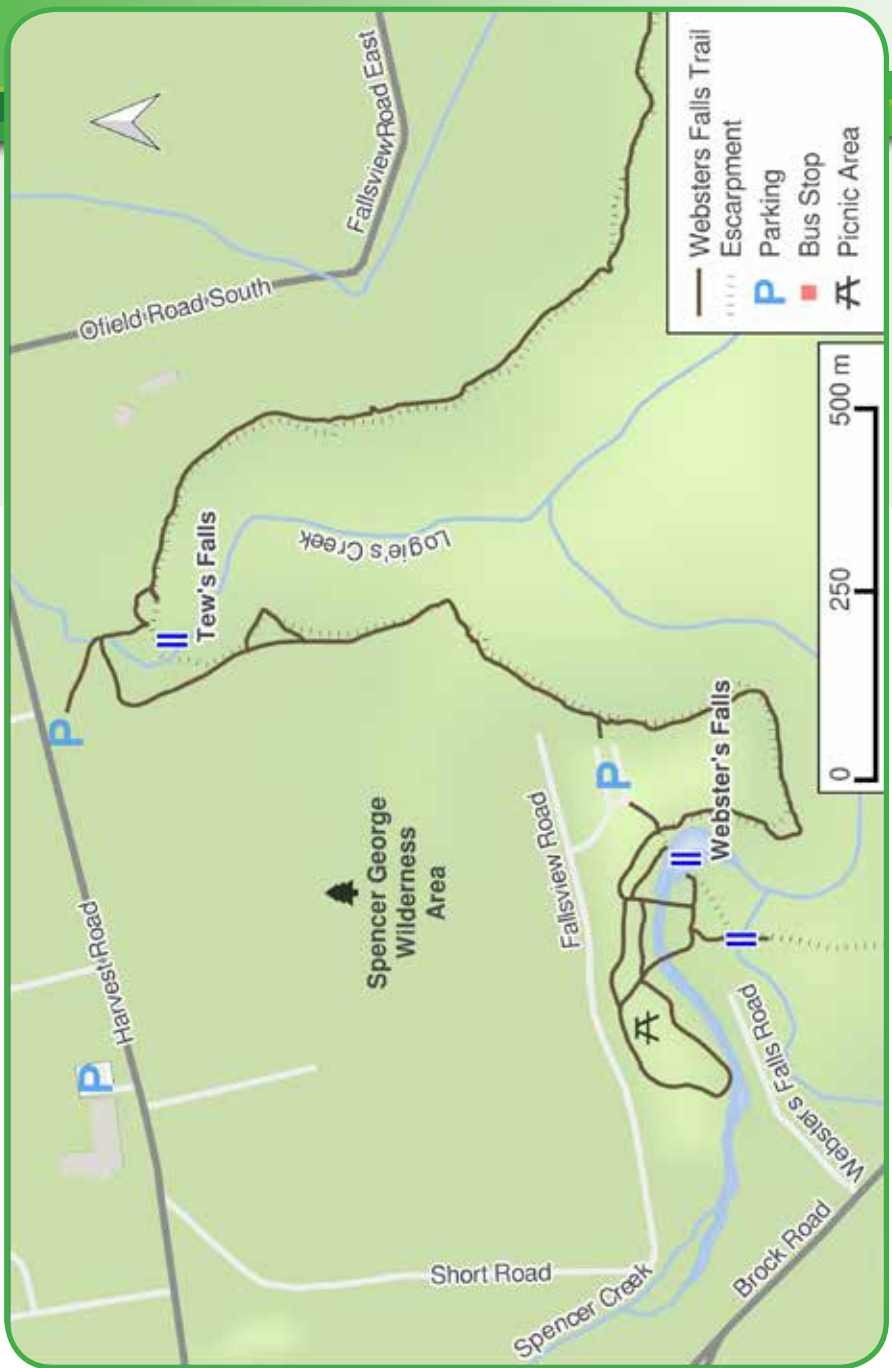 FallsviewRoad East
Ofield Road South
Tew's Falls
Logie's Creek
P
Harvest Road
P
Spencer George
Wilderness
Area
Fallsview Road
P
Webster's Falls
Short Road
Spencer Creek
Webster's Falls Road
Brock Road
Websters Falls Trail
Escarpment
P Parking
Bus Stop
Picnic Area
0 250 500 m